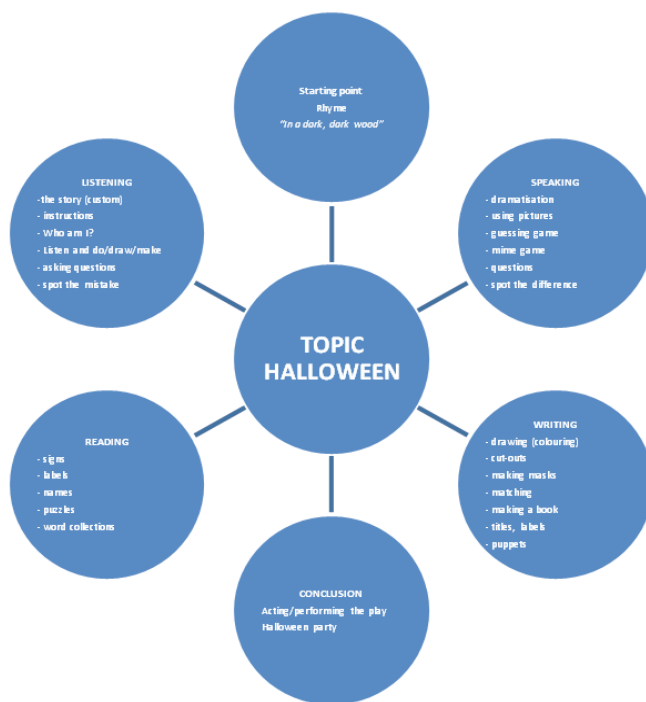 Starting point
Rhyme
“In a dark, dark wood”
LISTENING
-the story (custom)
- instructions
- Who am I?
- Listen and do/draw/make
- asking questions
- spot the mistake
SPEAKING
- dramatisation
- using pictures
- guessing game
- mime game
- questions
- spot the difference
TOPIC
HALLOWEEN
READING
- signs
- labels
- names
- puzzles
- word collections
WRITING
- drawing (colouring)
- cut-outs
- making masks
- matching
- making a book
- titles, labels
- puppets
CONCLUSION
Acting/performing the play
Halloween party